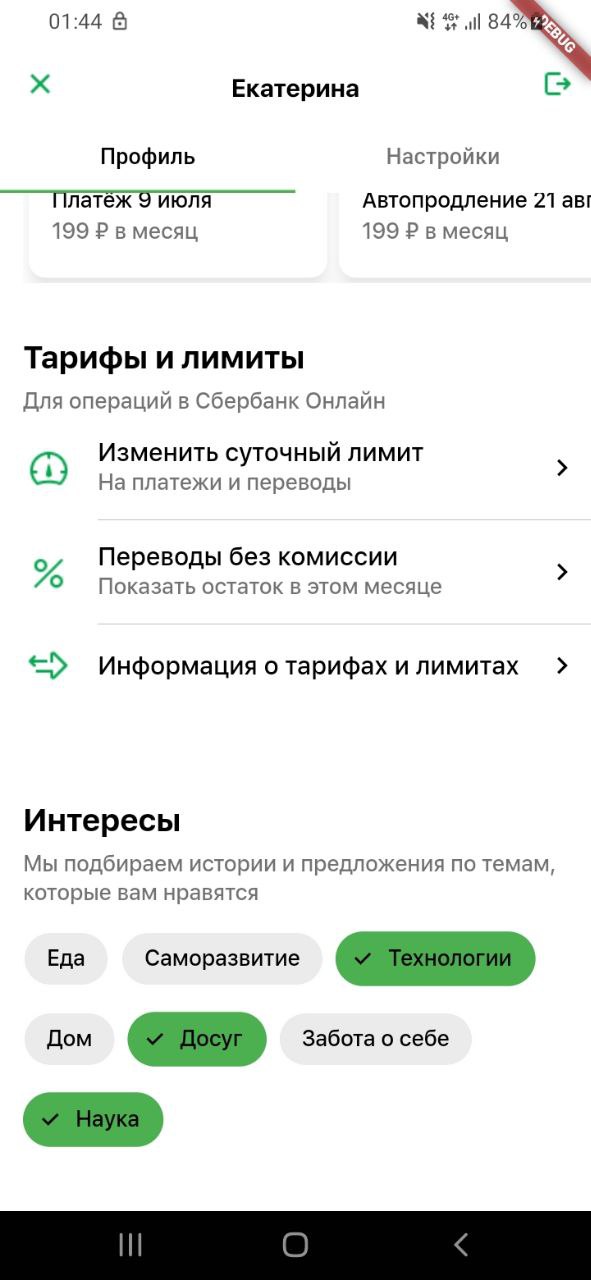 01:44
4G+ 84%
DEBUG
Екатерина
Профиль Настройки
Платёж 9 июля
199 ₽ в месяц
Автопродление 21 авг
199 ₽ в месяц
Тарифы и лимиты
Для операций в Сбербанк Онлайн
Изменить суточный лимит
На платежи и переводы
Переводы без комиссии
Показать остаток в этом месяце
Информация о тарифах и лимитах
Интересы
Мы подбираем истории и предложения по темам,
которые вам нравятся
Еда Саморазвитие Технологии
Дом Досуг Забота о себе
Наука